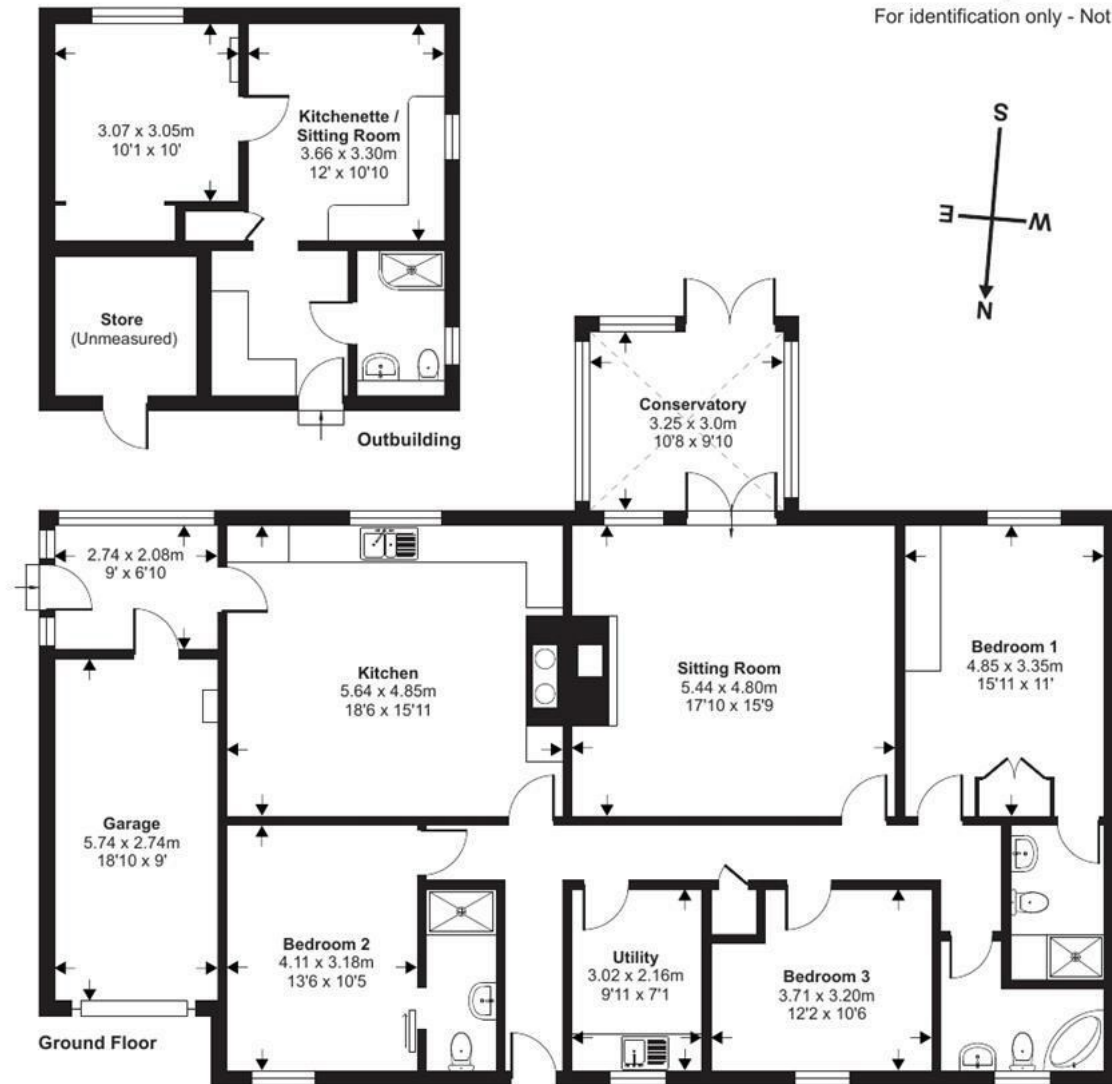 For identification only - Not
3.07 x 3.05m
10'1 x 10'
Kitchenette /
Sitting Room
3.66 x 3.30m
12' x 10'10
S
E
W
N
Store
(Unmeasured)
Outbuilding
Conservatory
3.25 x 3.0m
10'8 x 9'10
2.74 x 2.08m
9' x 6'10
Kitchen
5.64 x 4.85m
18'6 x 15'11
Sitting Room
5.44 x 4.80m
17'10 x 15'9
Bedroom 1
4.85 x 3.35m
15'11 x 11'
Garage
5.74 x 2.74m
18'10 x 9'
Bedroom 2
4.11 x 3.18m
13'6 x 10'5
Utility
3.02 x 2.16m
9'11 x 7'1
Bedroom 3
3.71 x 3.20m
12'2 x 10'6
Ground Floor